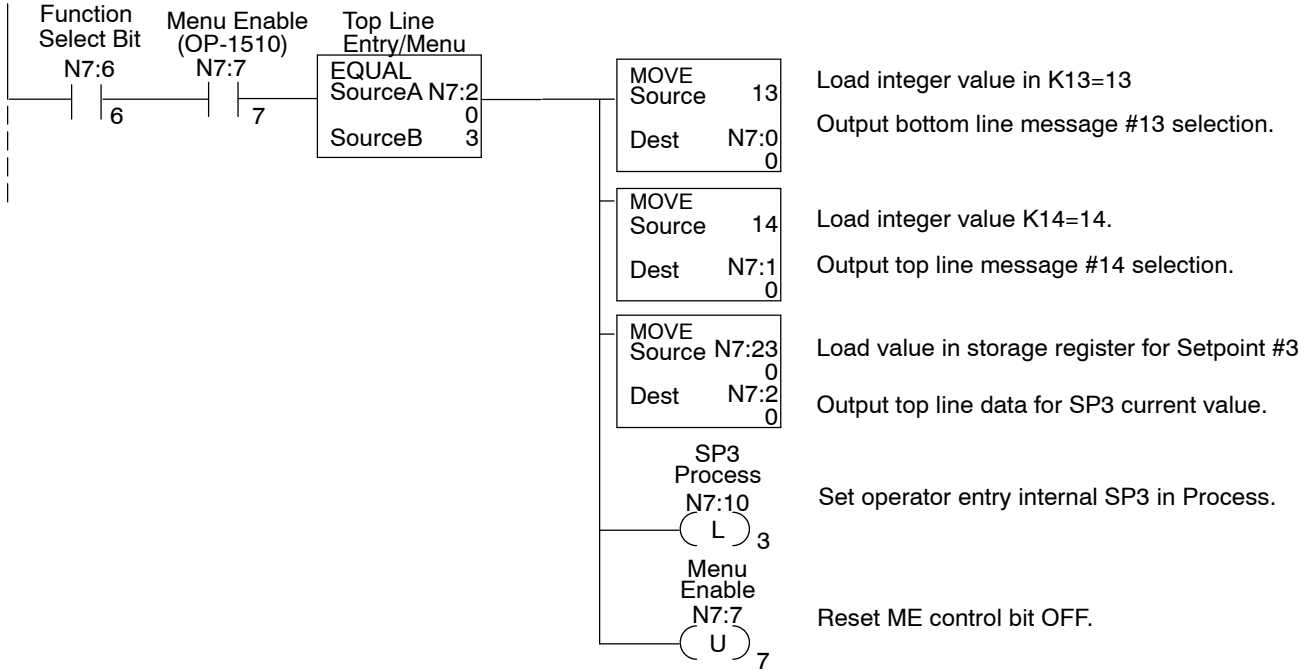 Function
Select Bit
N7:6
6
Menu Enable
(OP-1510)
N7:7
7
Top Line
Entry/Menu
EQUAL
SourceA N7:2
0
SourceB 3
MOVE
Source 13
Dest N7:0
0
Load integer value in K13=13
Output bottom line message #13 selection.
MOVE
Source 14
Dest N7:1
0
Load integer value K14=14.
Output top line message #14 selection.
MOVE
Source N7:23
0
Dest N7:2
0
Load value in storage register for Setpoint #3
Output top line data for SP3 current value.
SP3
Process
N7:10
L
3
Set operator entry internal SP3 in Process.
Menu
Enable
N7:7
U
7
Reset ME control bit OFF.